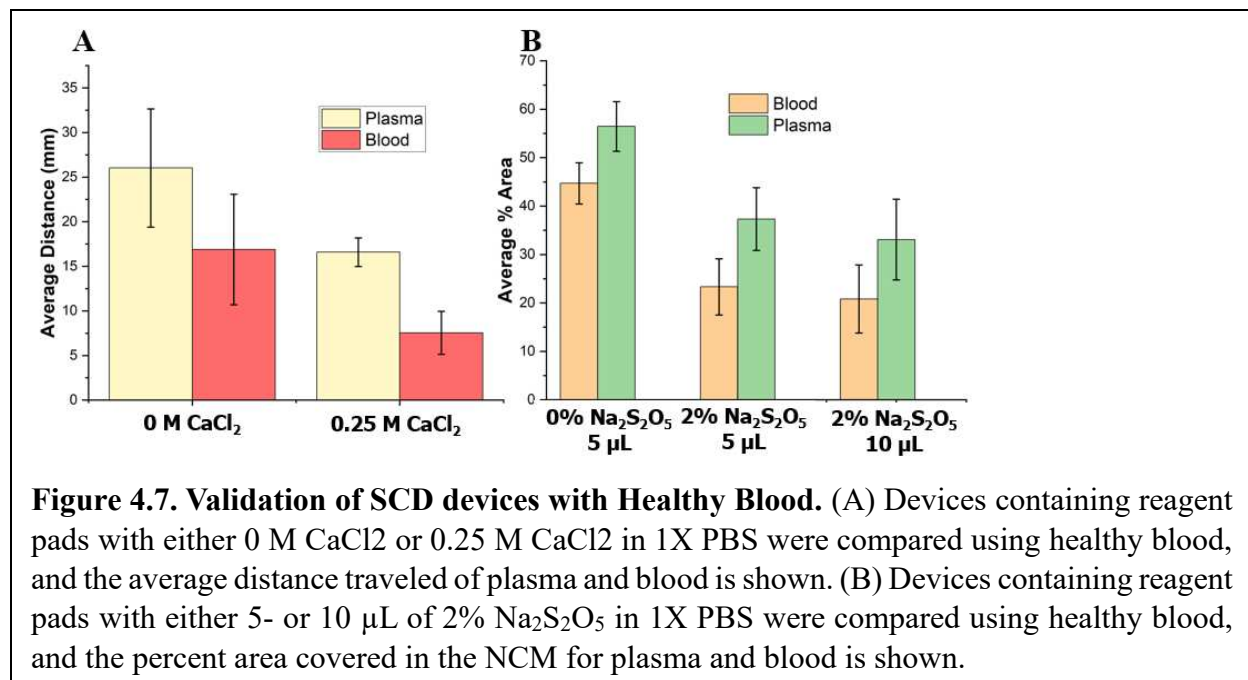 A
Average Distance (mm)
35
30
25
20
15
10
5
0
Plasma
Blood
0 M CaCl₂
0.25 M CaCl₂
B
Average % Area
70
60
50
40
30
20
10
0
Blood
Plasma
0% Na₂S₂O₅
5 µL
2% Na₂S₂O₅
5 µL
2% Na₂S₂O₅
10 µL
Figure 4.7. Validation of SCD devices with Healthy Blood. (A) Devices containing reagent
pads with either 0 M CaCl2 or 0.25 M CaCl2 in 1X PBS were compared using healthy blood,
and the average distance traveled of plasma and blood is shown. (B) Devices containing reagent
pads with either 5- or 10 µL of 2% Na₂S₂O₅ in 1X PBS were compared using healthy blood,
and the percent area covered in the NCM for plasma and blood is shown.